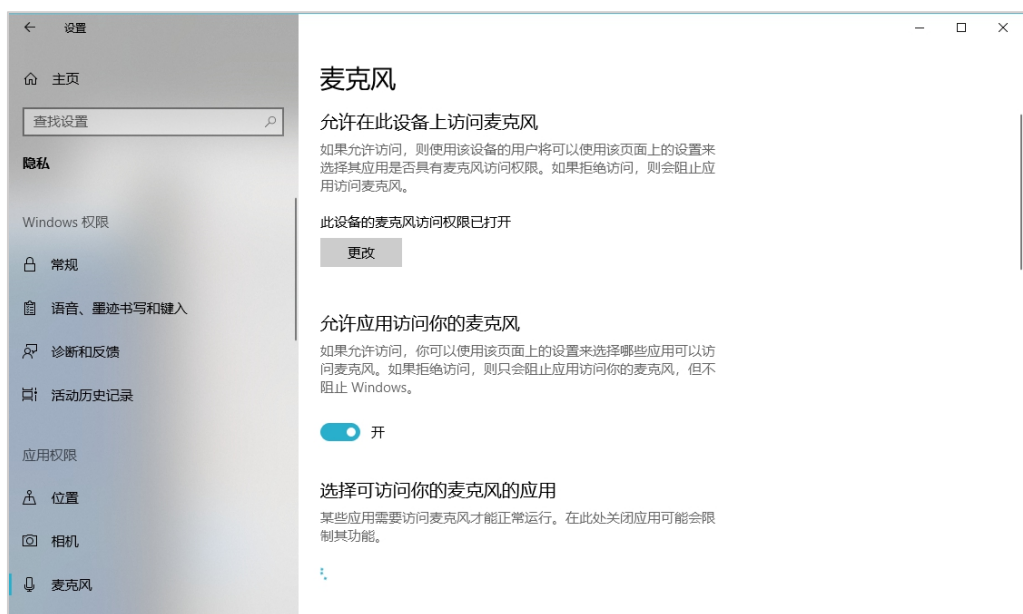 设置
主页
查找设置
隐私
Windows 权限
常规
语音、墨迹书写和键入
诊断和反馈
活动历史记录
应用权限
位置
相机
麦克风
麦克风
允许在此设备上访问麦克风
如果允许访问，则使用该设备的用户将可以使用该页面上的设置来
选择其应用是否具有麦克风访问权限。如果拒绝访问，则会阻止应
用访问麦克风。
此设备的麦克风访问权限已打开
更改
允许应用访问你的麦克风
如果允许访问，你可以使用该页面上的设置来选择哪些应用可以访
问麦克风。如果拒绝访问，则只会阻止应用访问你的麦克风，但不
阻止 Windows。
开
选择可访问你的麦克风的应用
某些应用需要访问麦克风才能正常运行。在此处关闭应用可能会限
制其功能。